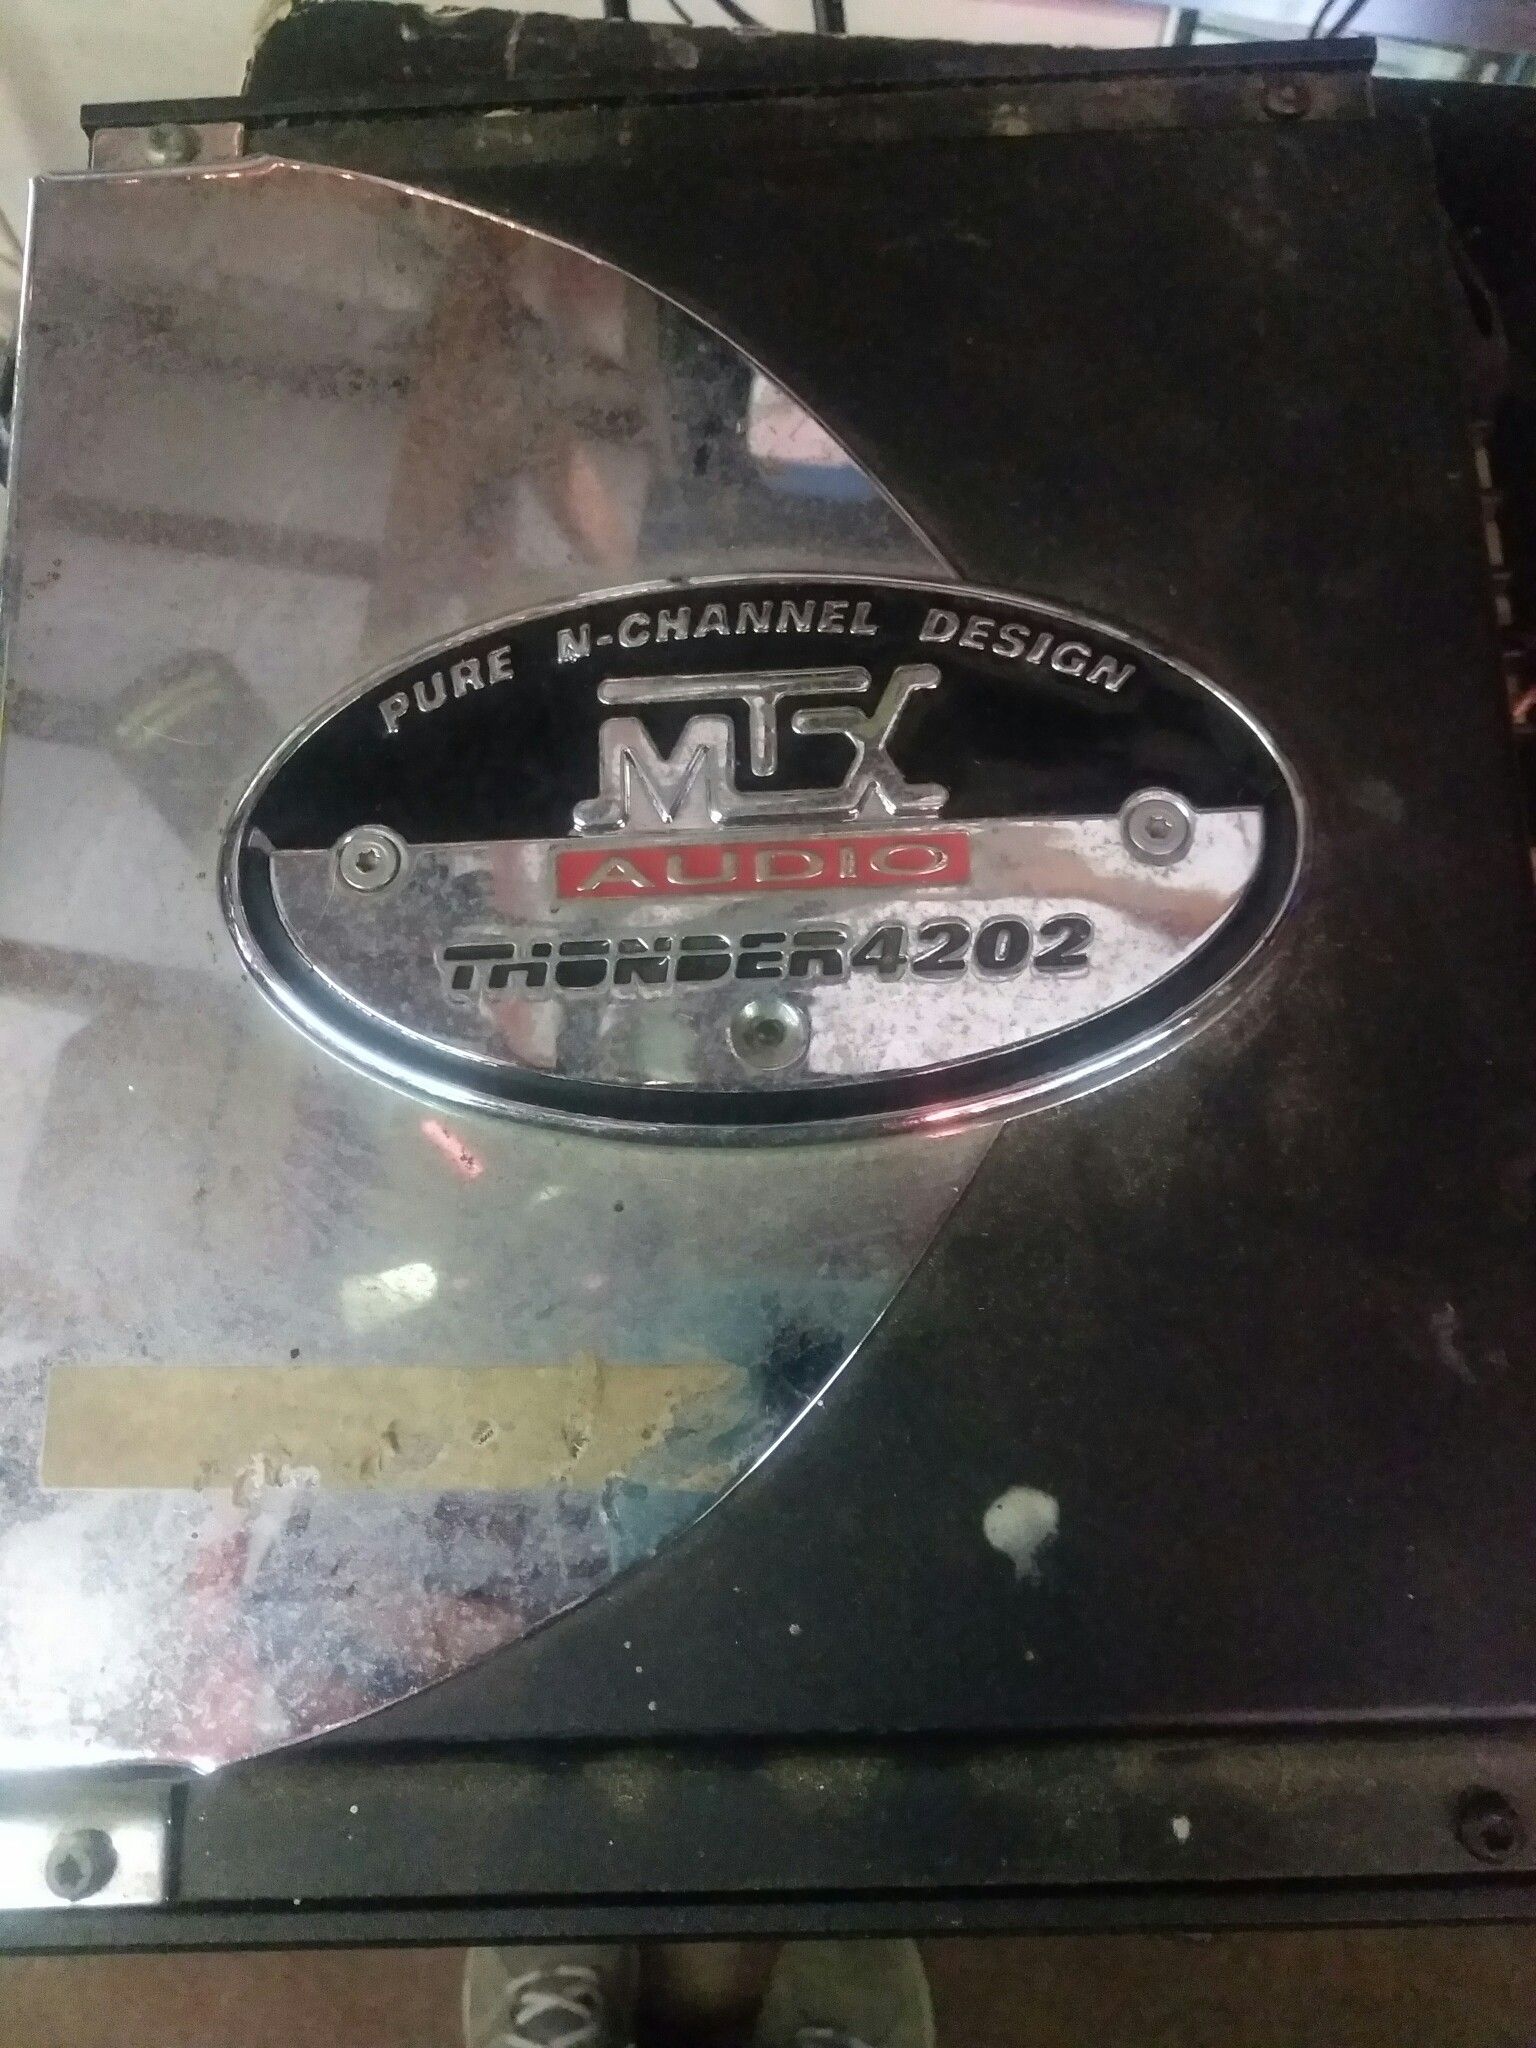 PURE N-CHANNEL DESIGN
MTX
AUDIO
THUNDER4202